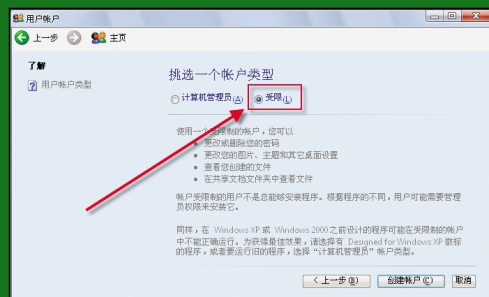 用户帐户
上一步 主页
了解
用户帐户类型
挑选一个帐户类型
计算机管理员(A) 受限(L)
使用一个受限制的帐户，您可以
• 更改或删除您的密码
• 更改您的图片、主题和其它桌面设置
• 查看您创建的文件
• 在共享文档文件夹中查看文件
帐户受限制的用户不是总能够安装程序。根据程序的不同，用户可能需要管理
员权限来安装它。
同样，在 Windows XP 或 Windows 2000 之前设计的程序可能在受限制的帐户
中不能正确运行。为获得最佳效果，请选择有 Designed for Windows XP 徽标
的程序，或者要运行旧的程序，选择“计算机管理员”帐户类型。
< 上一步(B) 创建帐户(C) 取消